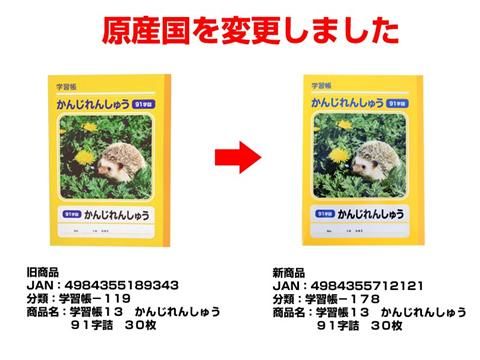 原産国を変更しました
学習帳
かんじれんしゅう 91字詰
91字詰 かんじれんしゅう
学習帳
かんじれんしゅう 91字詰
91字詰 かんじれんしゅう
旧商品
JAN：4984355189343
分類：学習帳－１１９
商品名：学習帳１３　かんじれんしゅう
９１字詰　３０枚
新商品
JAN：4984355712121
分類：学習帳－１７８
商品名：学習帳１３　かんじれんしゅう
９１字詰　３０枚